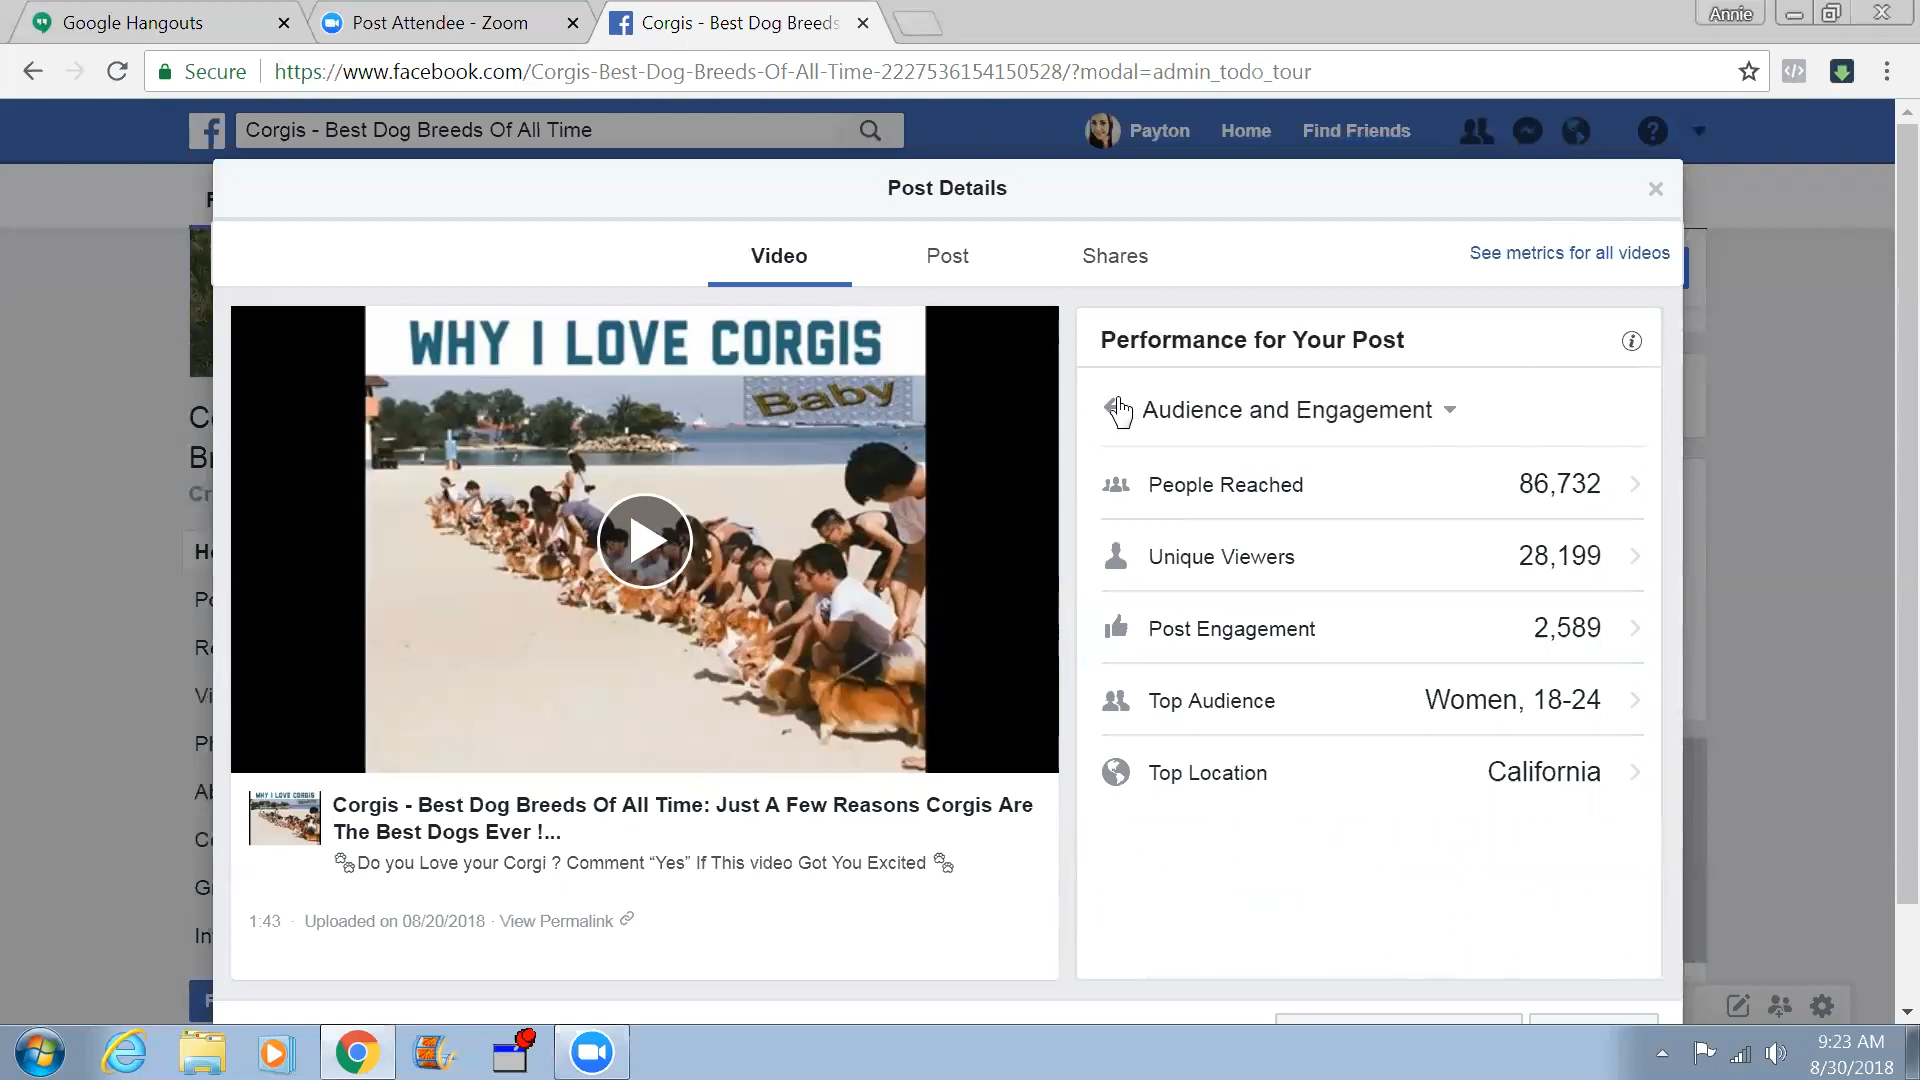 Google Hangouts
Post Attendee - Zoom
Corgis - Best Dog Breeds
Annie
Secure
https://www.facebook.com/Corgis-Best-Dog-Breeds-Of-All-Time-2227536154150528/?modal=admin_todo_tour
Corgis - Best Dog Breeds Of All Time
Payton
Home
Find Friends
Post Details
Video
Post
Shares
See metrics for all videos
WHY I LOVE CORGIS
Baby
Performance for Your Post
Audience and Engagement
People Reached 86,732
Unique Viewers 28,199
Post Engagement 2,589
Top Audience Women, 18-24
Top Location California
WHY I LOVE CORGIS
Corgis - Best Dog Breeds Of All Time: Just A Few Reasons Corgis Are
The Best Dogs Ever !...
Do you Love your Corgi ? Comment “Yes” If This video Got You Excited
1:43 · Uploaded on 08/20/2018 · View Permalink
9:23 AM
8/30/2018